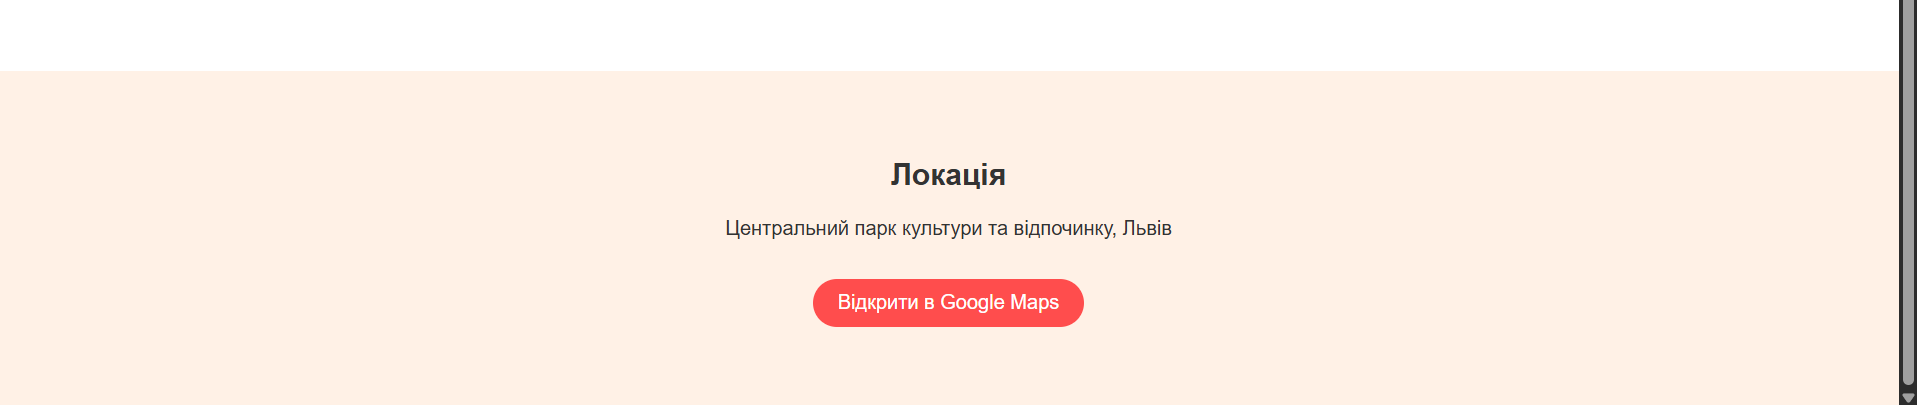 Локація
Центральний парк культури та відпочинку, Львів
Відкрити в Google Maps